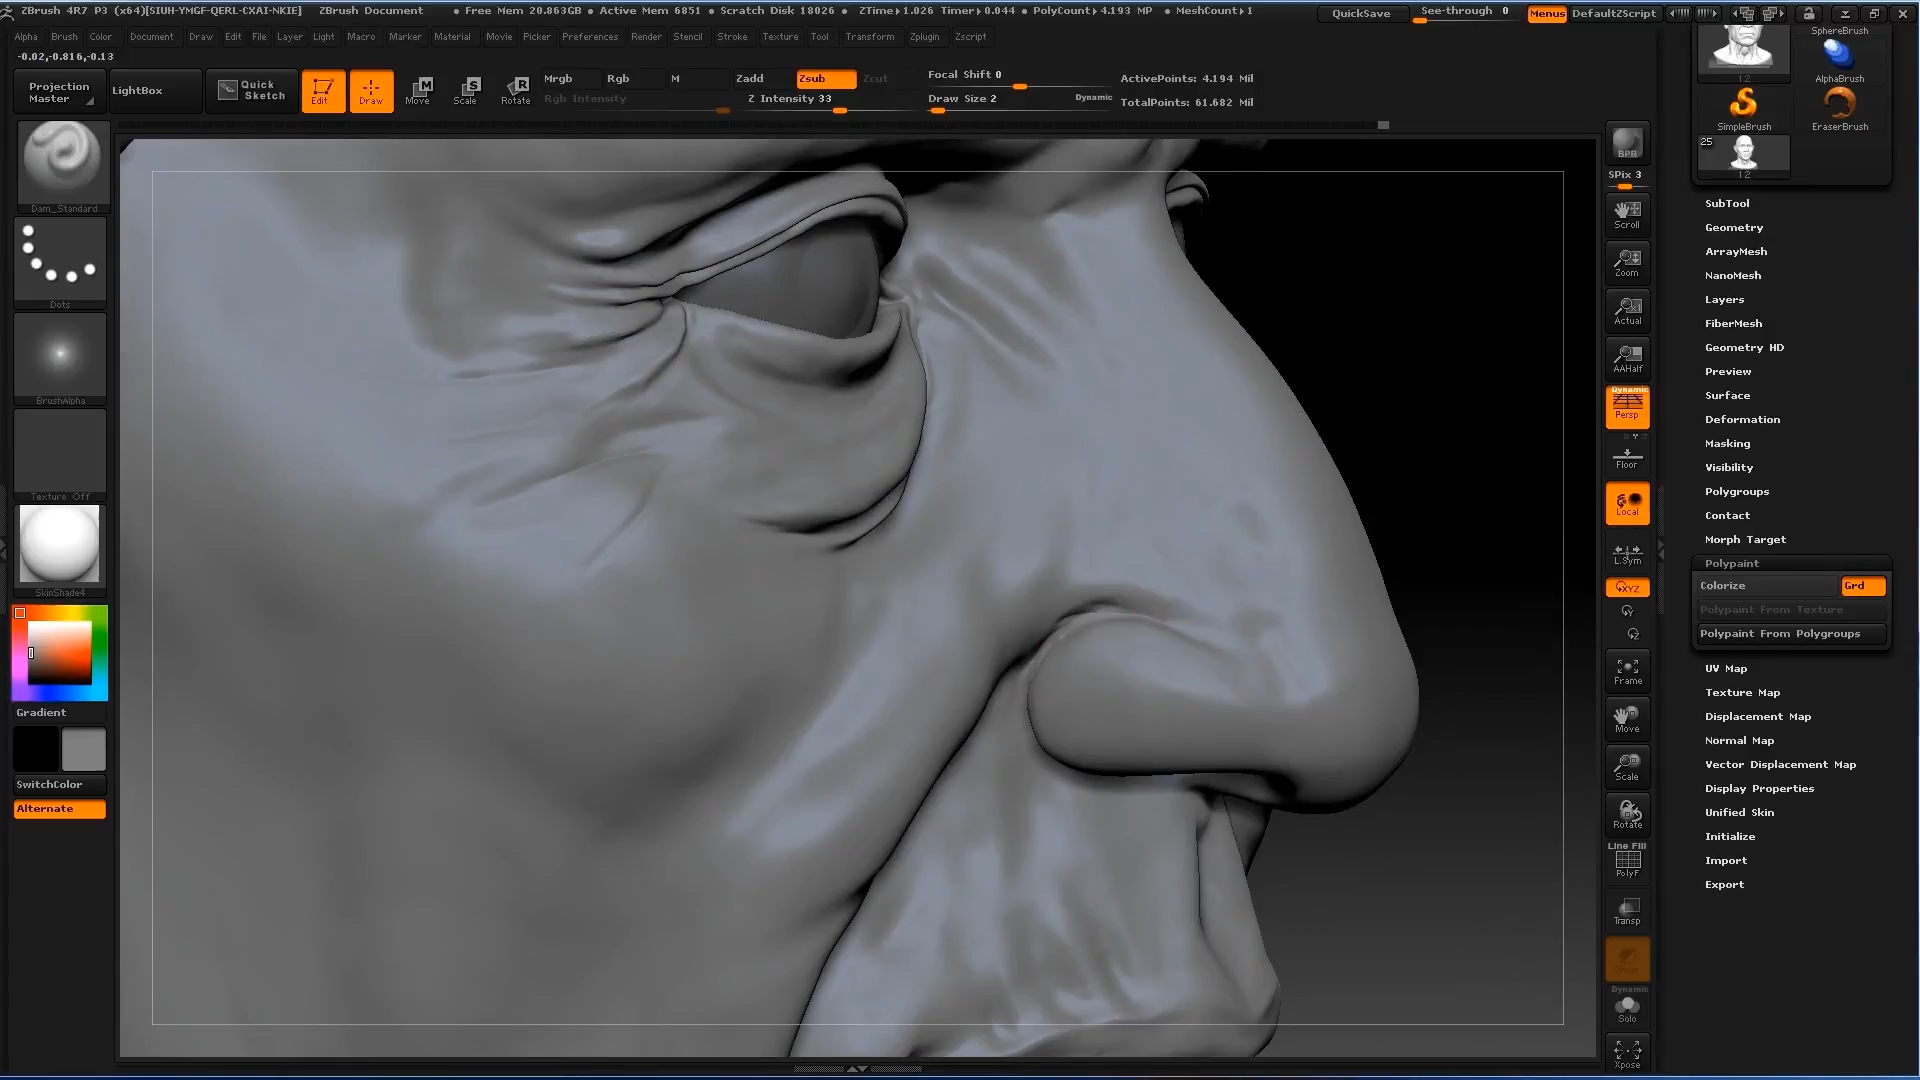 ZBrush 4R7 P3 (x64)[SIUH-YMGF-QERL-CXAI-NKIE] ZBrush Document • Free Mem 20.863GB • Active Mem 6851 • Scratch Disk 18026 • ZTime▸1.026 Timer▸0.044 • PolyCount▸4.193 MP • MeshCount▸1 QuickSave See-through 0 Menus DefaultZScript
Alpha Brush Color Document Draw Edit File Layer Light Macro Marker Material Movie Picker Preferences Render Stencil Stroke Texture Tool Transform Zplugin Zscript
-0.02,-0.816,-0.13
Projection Master
LightBox
Quick Sketch
Edit
Draw
Move
Scale
Rotate
Mrgb Rgb M
Rgb Intensity
Zadd Zsub Zcut
Z Intensity 33
Focal Shift 0
Draw Size 2 Dynamic
ActivePoints: 4.194 Mil
TotalPoints: 61.682 Mil
Dam_Standard
Dots
BrushAlpha
Texture Off
SkinShade4
Gradient
SwitchColor
Alternate
BPR
SPix 3
Scroll
Zoom
Actual
AAHalf
Dynamic
Persp
Floor
Local
L.Sym
XYZ
Frame
Move
Scale
Rotate
Line Fill
PolyF
Transp
Dynamic
Solo
Xpose
SphereBrush
12
AlphaBrush
SimpleBrush
EraserBrush
25
12
SubTool
Geometry
ArrayMesh
NanoMesh
Layers
FiberMesh
Geometry HD
Preview
Surface
Deformation
Masking
Visibility
Polygroups
Contact
Morph Target
Polypaint
Colorize Grd
Polypaint From Texture
Polypaint From Polygroups
UV Map
Texture Map
Displacement Map
Normal Map
Vector Displacement Map
Display Properties
Unified Skin
Initialize
Import
Export